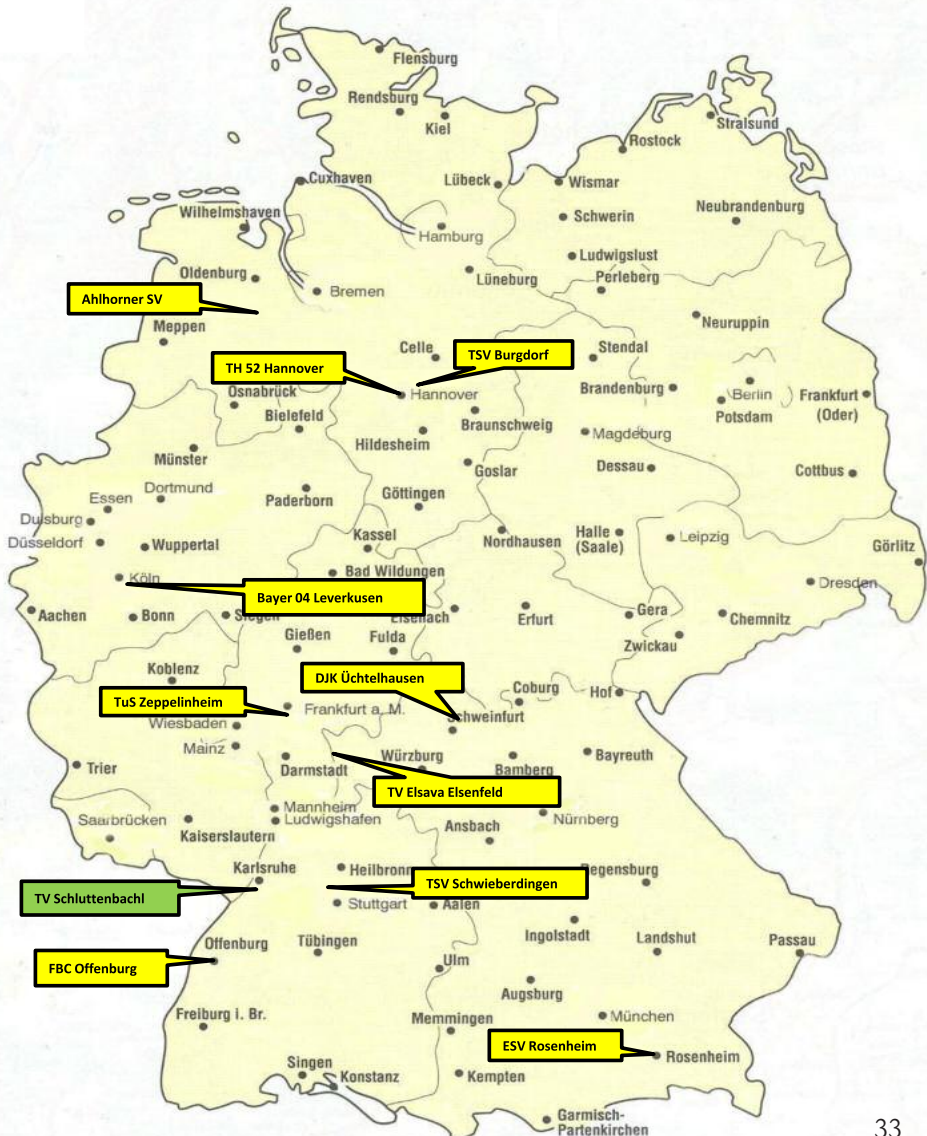 Flensburg
Rendsburg
Kiel
Stralsund
Rostock
Cuxhaven
Lübeck
Wismar
Wilhelmshaven
Schwerin
Neubrandenburg
Hamburg
Ludwigslust
Oldenburg
Lüneburg
Perleberg
Bremen
Ahlhorner SV
Neuruppin
Meppen
Celle
TSV Burgdorf
Stendal
TH 52 Hannover
Hannover
Brandenburg
Berlin
Frankfurt
(Oder)
Osnabrück
Potsdam
Bielefeld
Braunschweig
Hildesheim
Magdeburg
Münster
Goslar
Dessau
Cottbus
Essen
Dortmund
Paderborn
Göttingen
Duisburg
Düsseldorf
Wuppertal
Kassel
Nordhausen
Halle
(Saale)
Leipzig
Görlitz
Köln
Bad Wildungen
Dresden
Bayer 04 Leverkusen
Aachen
Bonn
Siegen
Eisenach
Erfurt
Gera
Chemnitz
Gießen
Fulda
Zwickau
Koblenz
DJK Üchtelhausen
Coburg
Hof
TuS Zeppelinheim
Frankfurt a. M.
Schweinfurt
Wiesbaden
Mainz
Würzburg
Bayreuth
Trier
Darmstadt
Bamberg
TV Elsava Elsenfeld
Mannheim
Ludwigshafen
Saarbrücken
Kaiserslautern
Ansbach
Nürnberg
Karlsruhe
Heilbronn
TSV Schwieberdingen
Regensburg
TV Schluttenbachl
Stuttgart
Aalen
Offenburg
Tübingen
Ingolstadt
Landshut
Passau
FBC Offenburg
Ulm
Augsburg
Freiburg i. Br.
Memmingen
München
ESV Rosenheim
Rosenheim
Singen
Konstanz
Kempten
Garmisch-
Partenkirchen
33